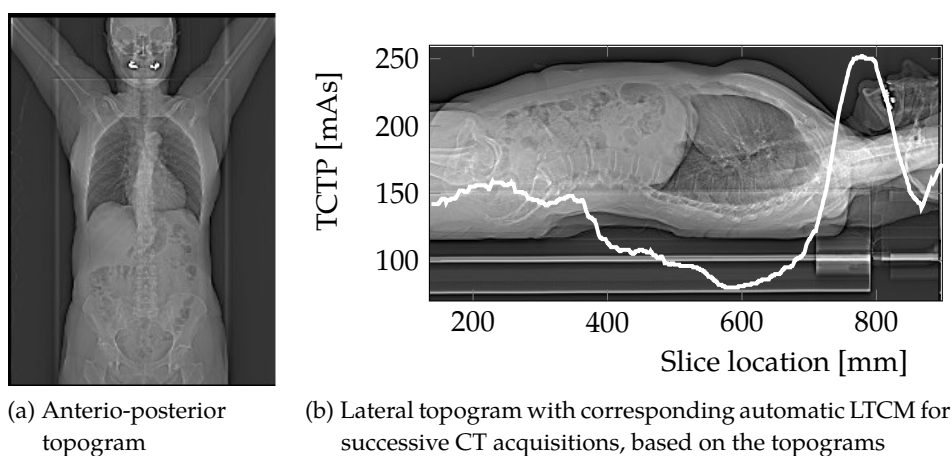 250
200
150
100
TCTP [mAs]
200
400
600
800
Slice location [mm]
(a) Anterio-posterior
topogram
(b) Lateral topogram with corresponding automatic LTCM for
successive CT acquisitions, based on the topograms